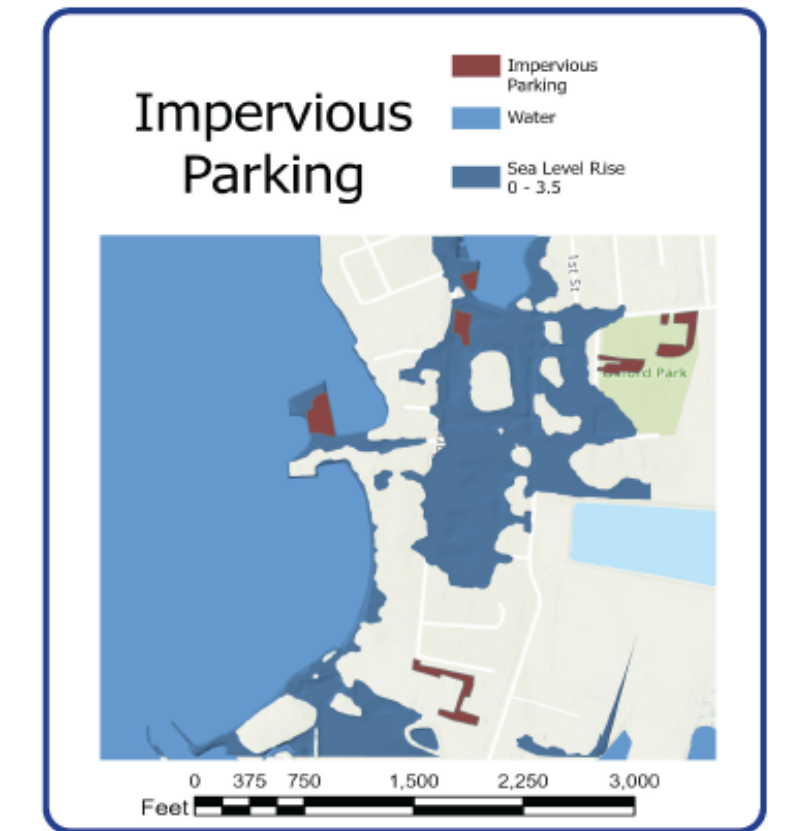 Impervious
Parking
Impervious
Parking
Water
Sea Level Rise
0 - 3.5
1st St
Park
0 375 750 1,500 2,250 3,000
Feet